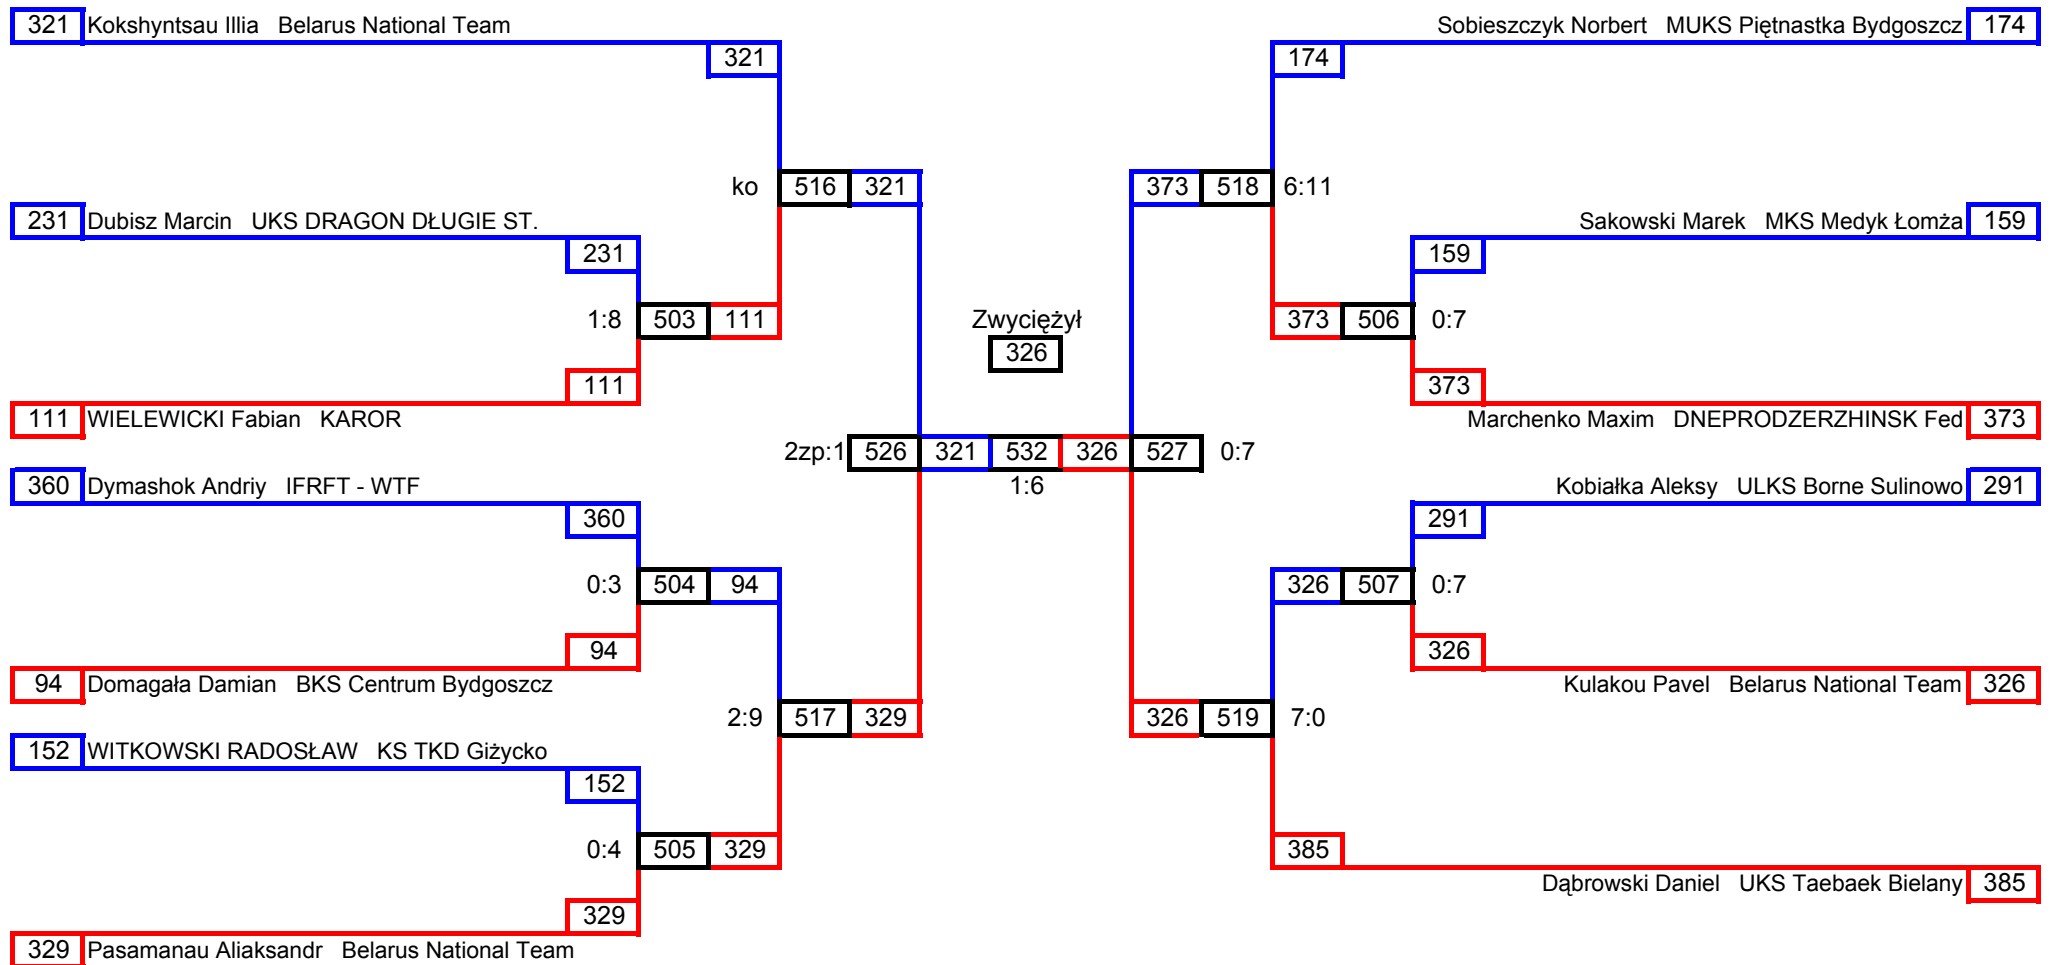 321 Kokshyntsau Illia Belarus National Team
Sobieszczyk Norbert MUKS Piętnastka Bydgoszcz 174
321
174
ko 516 321
373 518 6:11
231 Dubisz Marcin UKS DRAGON DŁUGIE ST.
Sakowski Marek MKS Medyk Łomża 159
231
159
1:8 503 111
Zwyciężył
373 506 0:7
326
111
373
111 WIELEWICKI Fabian KAROR
Marchenko Maxim DNEPRODZERZHINSK Fed 373
2zp:1 526 321 532 326 527 0:7
1:6
360 Dymashok Andriy IFRFT - WTF
Kobiałka Aleksy ULKS Borne Sulinowo 291
360
291
0:3 504 94
326 507 0:7
94
326
94 Domagała Damian BKS Centrum Bydgoszcz
Kulakou Pavel Belarus National Team 326
2:9 517 329
326 519 7:0
152 WITKOWSKI RADOSŁAW KS TKD Giżycko
152
0:4 505 329
385
Dąbrowski Daniel UKS Taebaek Bielany 385
329
329 Pasamanau Aliaksandr Belarus National Team